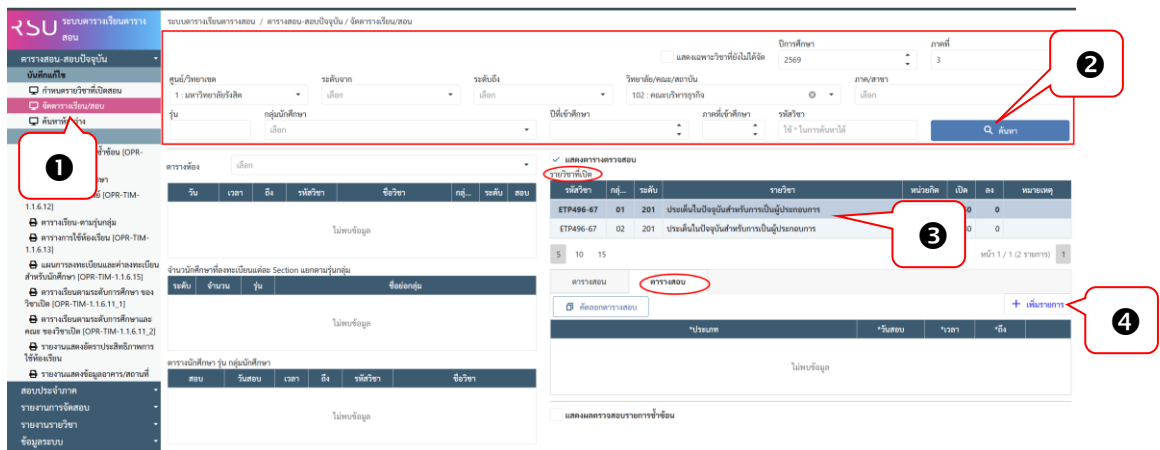 RSU ระบบตารางเรียนตาราง
สอน
ระบบตารางเรียนตารางสอน / ตารางสอน-สอบปัจจุบัน / จัดตารางเรียน/สอบ
ตารางสอน-สอบปัจจุบัน
บันทึกแก้ไข
กำหนดรายวิชาที่เปิดสอน
จัดตารางเรียน/สอบ
ค้นหา
ซ้ำซ้อน [OPR-
[OPR-TIM-
1.1.6.12]
ตารางเรียน-ตามรุ่นกลุ่ม
ตารางการใช้ห้องเรียน [OPR-TIM-
1.1.6.13]
แผนการลงทะเบียนและค่าลงทะเบียน
สำหรับนักศึกษา [OPR-TIM-1.1.6.15]
ตารางเรียนตามระดับการศึกษา ของ
วิชาเปิด [OPR-TIM-1.1.6.11_1]
ตารางเรียนตามระดับการศึกษาและ
คณะ ของวิชาเปิด [OPR-TIM-1.1.6.11_2]
รายงานแสดงอัตราประสิทธิภาพการ
ใช้ห้องเรียน
รายงานแสดงข้อมูลอาคาร/สถานที่
สอบประจำภาค
รายงานการจัดสอบ
รายงานรายวิชา
ข้อมูลระบบ
1
แสดงเฉพาะวิชาที่ยังไม่ได้จัด
ปีการศึกษา
2569
ภาคที่
3
2
ศูนย์/วิทยาเขต
1 : มหาวิทยาลัยรังสิต
ระดับจาก
เลือก
ระดับถึง
เลือก
วิทยาลัย/คณะ/สถาบัน
102 : คณะบริหารธุรกิจ
ภาค/สาขา
เลือก
รุ่น
กลุ่มนักศึกษา
เลือก
ปีที่เข้าศึกษา
ภาคที่เข้าศึกษา
รหัสวิชา
ใช้ * ในการค้นหาได้
ค้นหา
ตารางห้อง
เลือก
วัน เวลา ถึง รหัสวิชา ชื่อวิชา กลุ่... ระดับ สอบ
ไม่พบข้อมูล
จำนวนนักศึกษาที่ลงทะเบียนแต่ละ Section แยกตามรุ่นกลุ่ม
ระดับ จำนวน รุ่น ชื่อย่อกลุ่ม
ไม่พบข้อมูล
ตารางนักศึกษา รุ่น กลุ่มนักศึกษา
สอบ วันสอบ เวลา ถึง รหัสวิชา ชื่อวิชา
ไม่พบข้อมูล
แสดงตารางตรวจสอบ
รายวิชาที่เปิด
รหัสวิชา กลุ่... ระดับ รายวิชา หน่วยกิต เปิด ลง หมายเหตุ
ETP496-67 01 201 ประเด็นในปัจจุบันสำหรับการเป็นผู้ประกอบการ 0 0
ETP496-67 02 201 ประเด็นในปัจจุบันสำหรับการเป็นผู้ประกอบการ 0 0
3
5 10 15
หน้า 1 / 1 (2 รายการ) 1
ตารางสอน
ตารางสอบ
คัดลอกตารางสอบ
+ เพิ่มรายการ
4
*ประเภท *วันสอบ *เวลา *ถึง
ไม่พบข้อมูล
แสดงผลตรวจสอบรายการซ้ำซ้อน